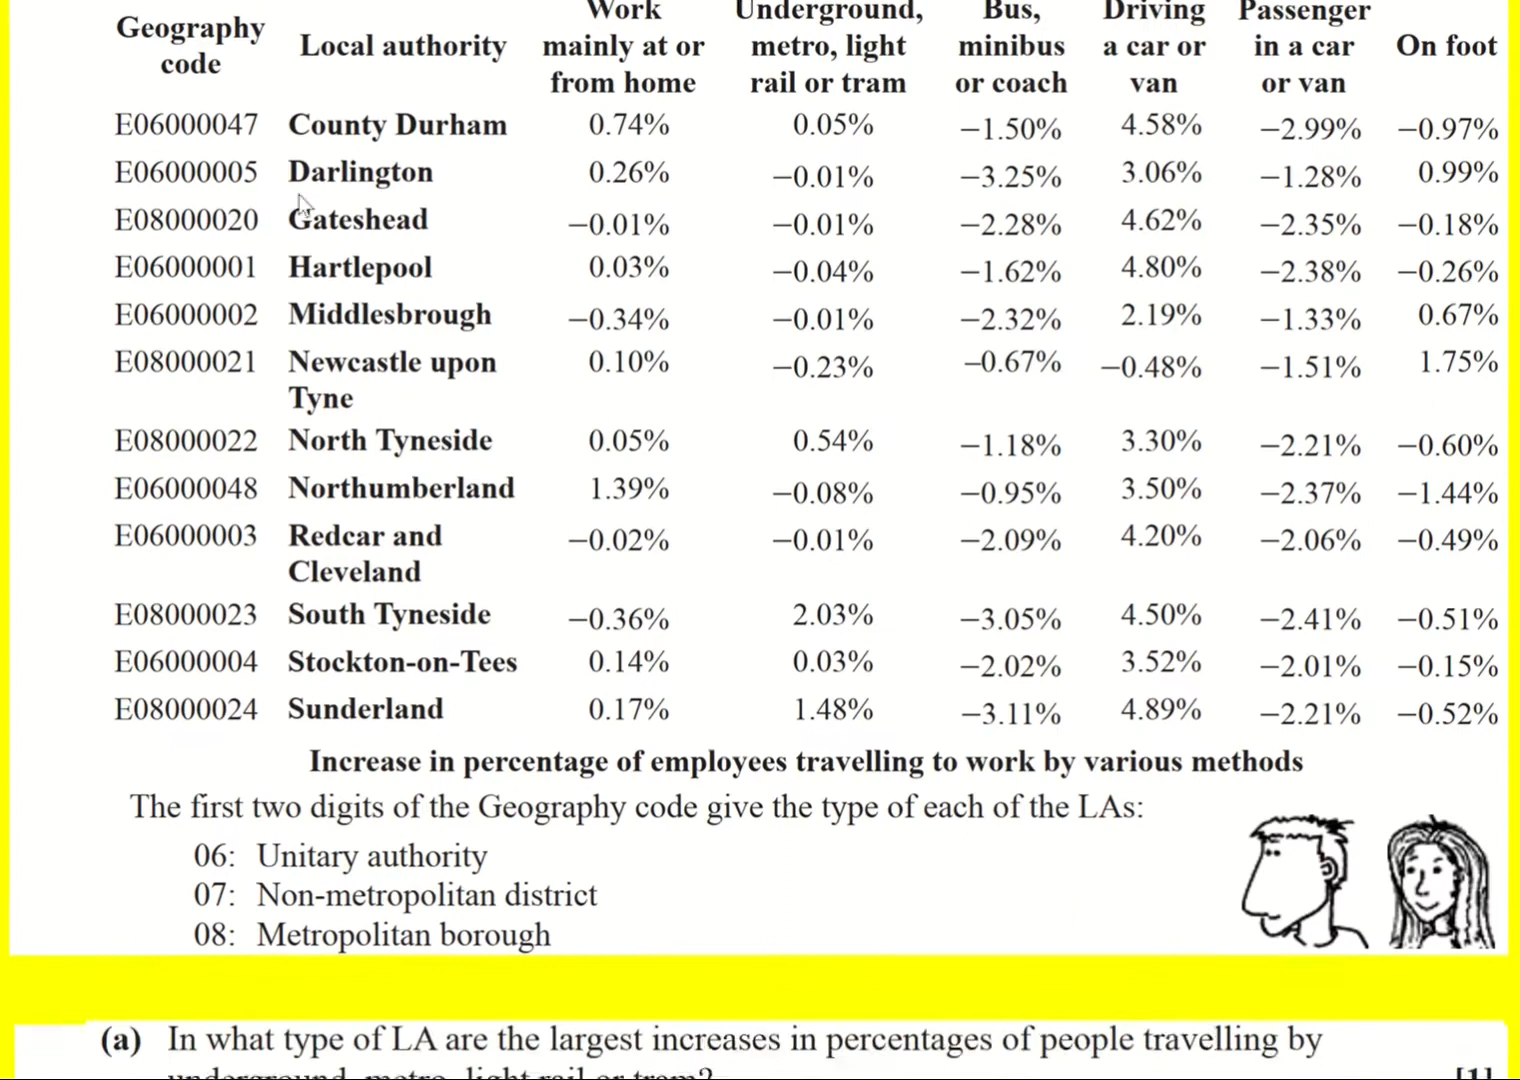 Work Underground, Bus, Driving Passenger
Geography code Local authority mainly at or from home metro, light rail or tram minibus or coach a car or van in a car or van On foot
E06000047 County Durham 0.74% 0.05% −1.50% 4.58% −2.99% −0.97%
E06000005 Darlington 0.26% −0.01% −3.25% 3.06% −1.28% 0.99%
E08000020 Gateshead −0.01% −0.01% −2.28% 4.62% −2.35% −0.18%
E06000001 Hartlepool 0.03% −0.04% −1.62% 4.80% −2.38% −0.26%
E06000002 Middlesbrough −0.34% −0.01% −2.32% 2.19% −1.33% 0.67%
E08000021 Newcastle upon 0.10% −0.23% −0.67% −0.48% −1.51% 1.75%
Tyne
E08000022 North Tyneside 0.05% 0.54% −1.18% 3.30% −2.21% −0.60%
E06000048 Northumberland 1.39% −0.08% −0.95% 3.50% −2.37% −1.44%
E06000003 Redcar and −0.02% −0.01% −2.09% 4.20% −2.06% −0.49%
Cleveland
E08000023 South Tyneside −0.36% 2.03% −3.05% 4.50% −2.41% −0.51%
E06000004 Stockton-on-Tees 0.14% 0.03% −2.02% 3.52% −2.01% −0.15%
E08000024 Sunderland 0.17% 1.48% −3.11% 4.89% −2.21% −0.52%
Increase in percentage of employees travelling to work by various methods
The first two digits of the Geography code give the type of each of the LAs:
06: Unitary authority
07: Non-metropolitan district
08: Metropolitan borough
(a) In what type of LA are the largest increases in percentages of people travelling by
underground, metro, light rail or tram? [1]